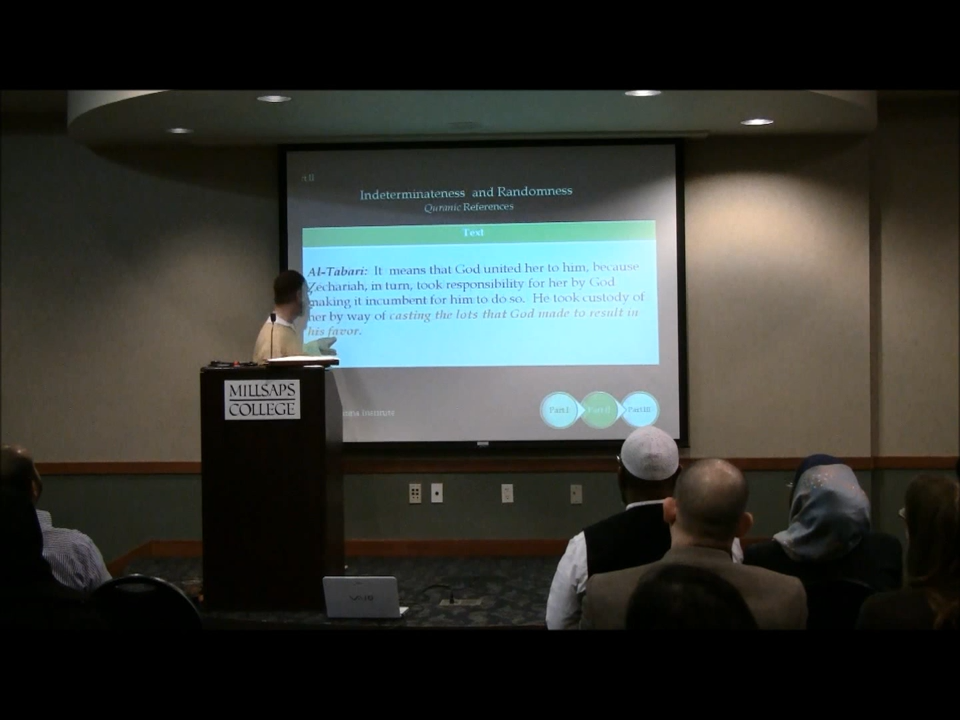 Indeterminateness and Randomness
Quranic References
Text
Al-Tabari: It means that God united her to him, because
Zechariah, in turn, took responsibility for her by God
making it incumbent for him to do so. He took custody of
her by way of casting the lots that God made to result in
his favor.
MILLSAPS
COLLEGE
Part I
Part II
Part III
VAIO